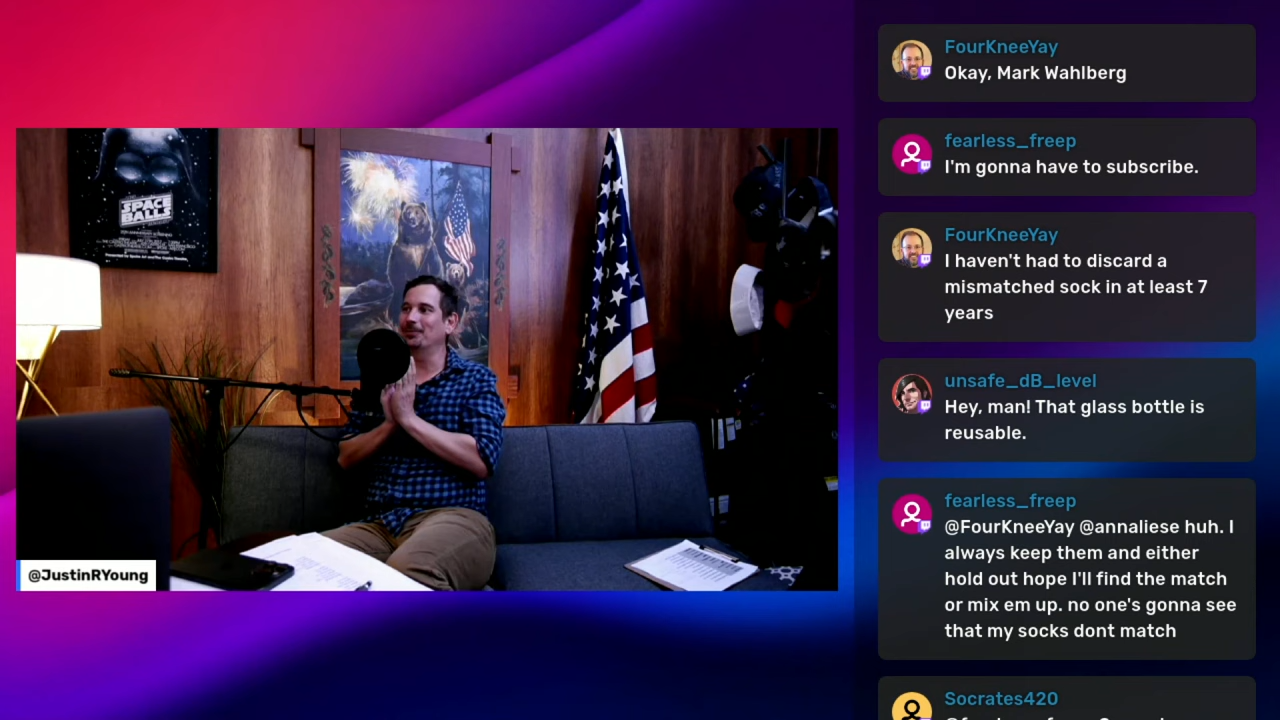 SPACE
BALLS
@JustinRYoung
FourKneeYay
Okay, Mark Wahlberg
fearless_freep
I'm gonna have to subscribe.
FourKneeYay
I haven't had to discard a
mismatched sock in at least 7
years
unsafe_dB_level
Hey, man! That glass bottle is
reusable.
fearless_freep
@FourKneeYay @annaliese huh. I
always keep them and either
hold out hope I'll find the match
or mix em up. no one's gonna see
that my socks dont match
Socrates420